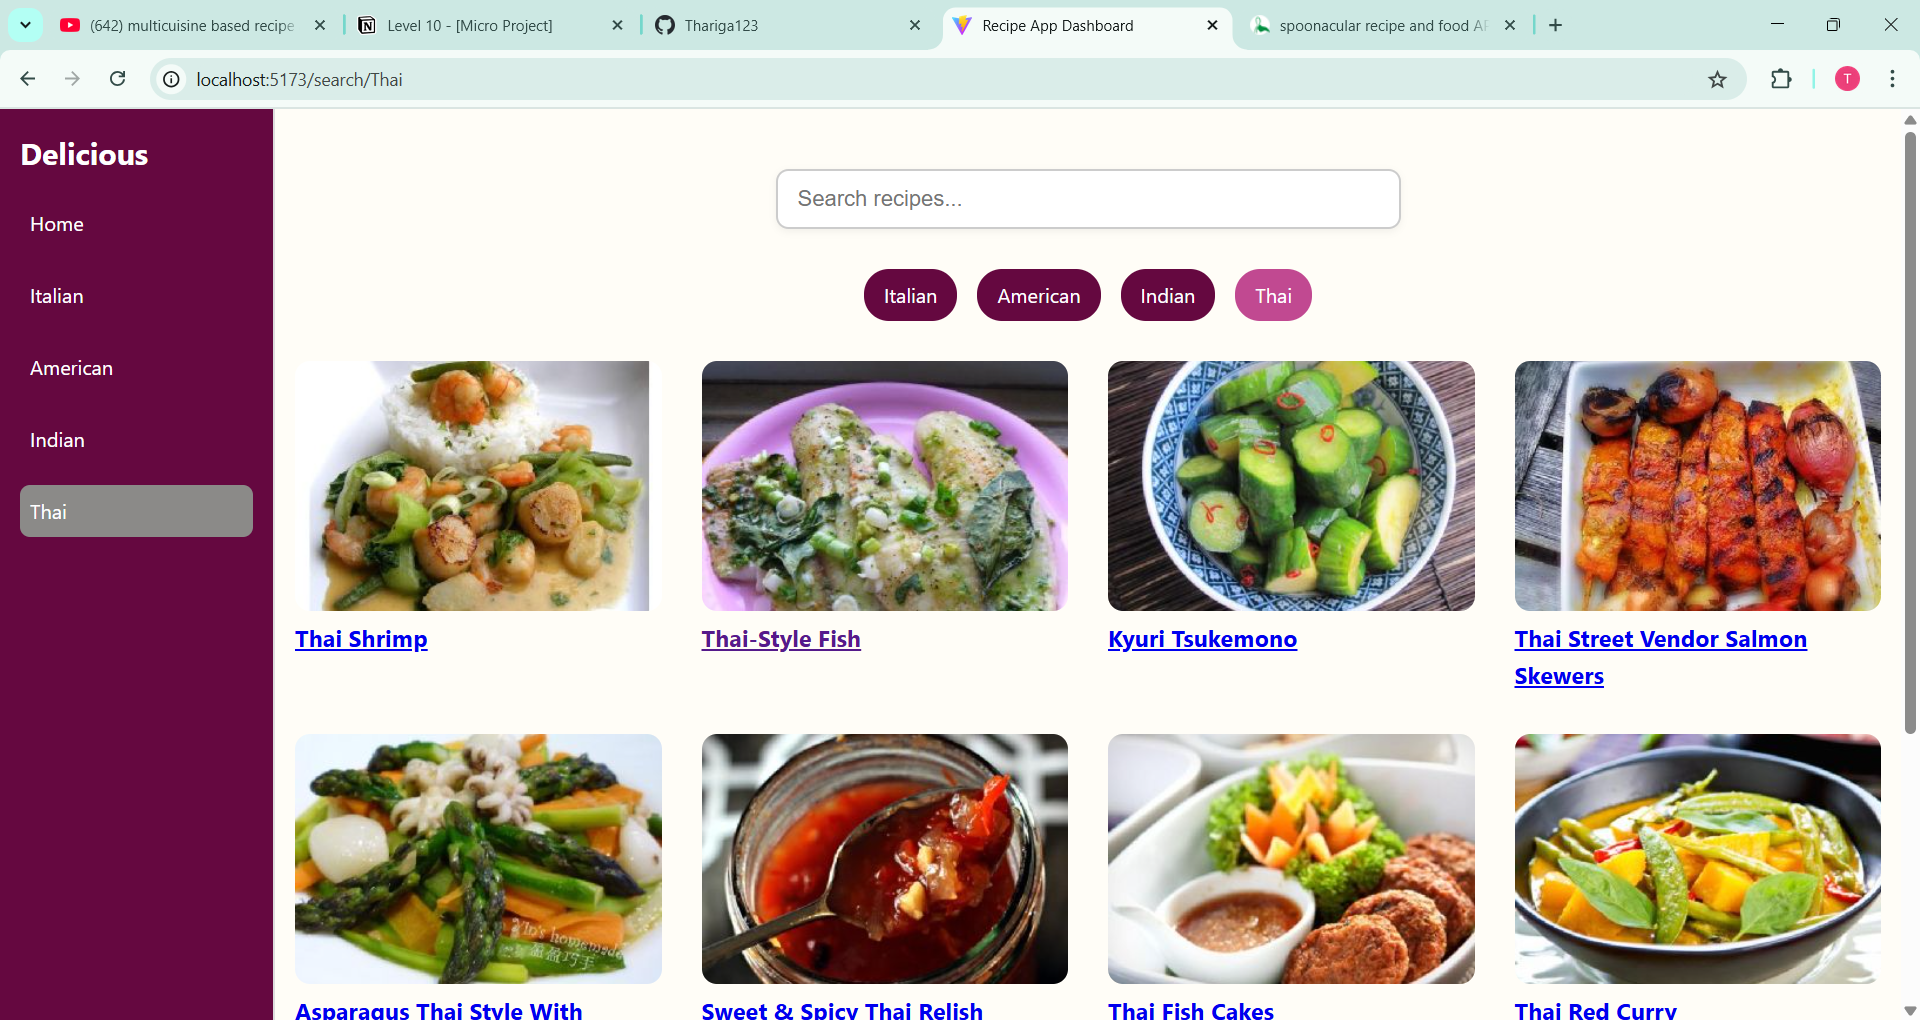 (642) multicuisine based recipe
Level 10 - [Micro Project]
Thariga123
Recipe App Dashboard
spoonacular recipe and food AP
localhost:5173/search/Thai
T
Delicious
Home
Italian
American
Indian
Thai
Search recipes...
Italian
American
Indian
Thai
Thai Shrimp
Thai-Style Fish
Kyuri Tsukemono
Thai Street Vendor Salmon
Skewers
Yin's homemade
Asparagus Thai Style With
Sweet & Spicy Thai Relish
Thai Fish Cakes
Thai Red Curry